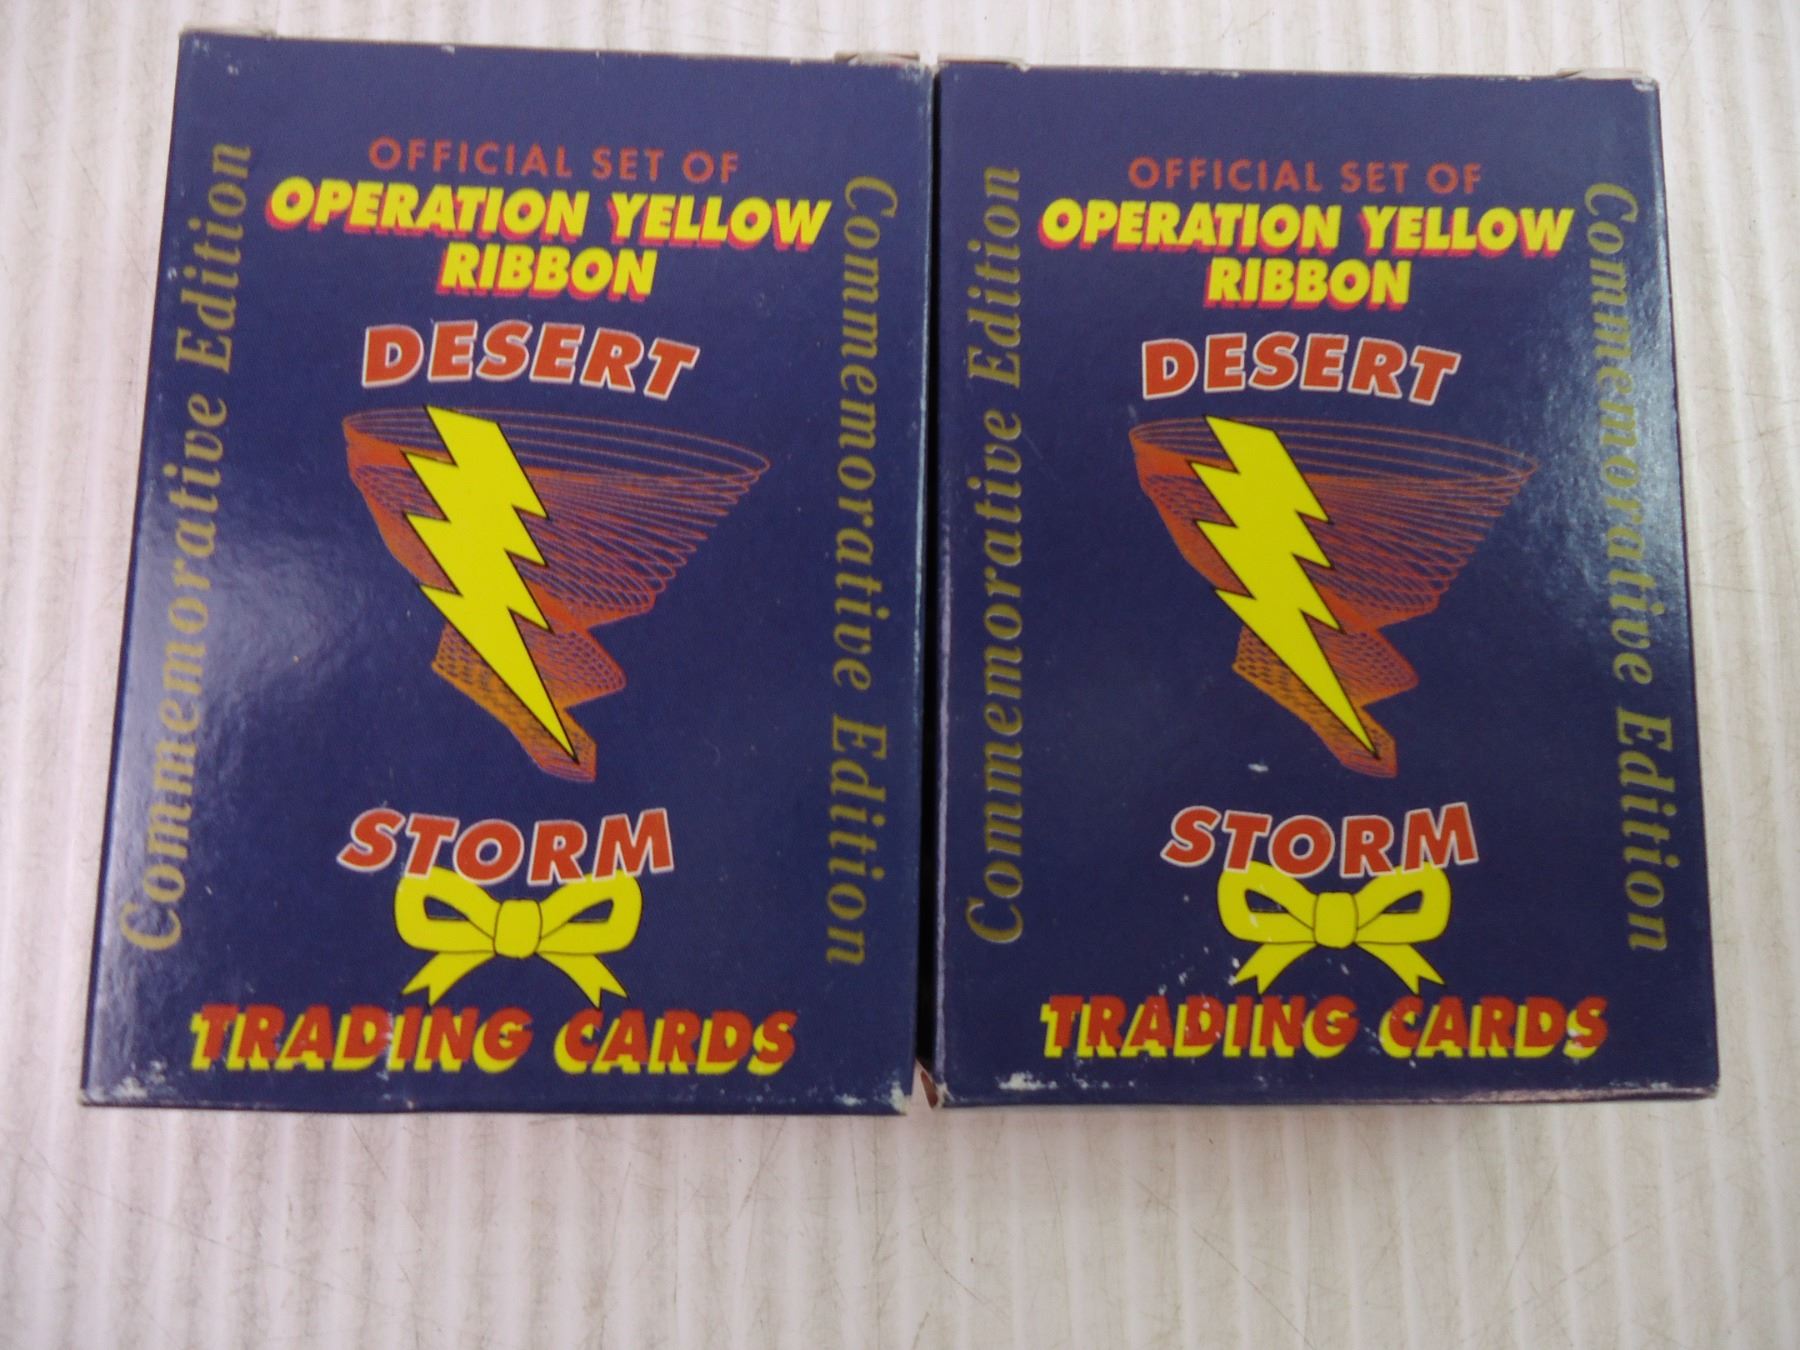 Commemorative Edition
OFFICIAL SET OF
OPERATION YELLOW
RIBBON
DESERT
STORM
TRADING CARDS
Commemorative Edition
Commemorative Edition
OFFICIAL SET OF
OPERATION YELLOW
RIBBON
DESERT
STORM
TRADING CARDS
Commemorative Edition